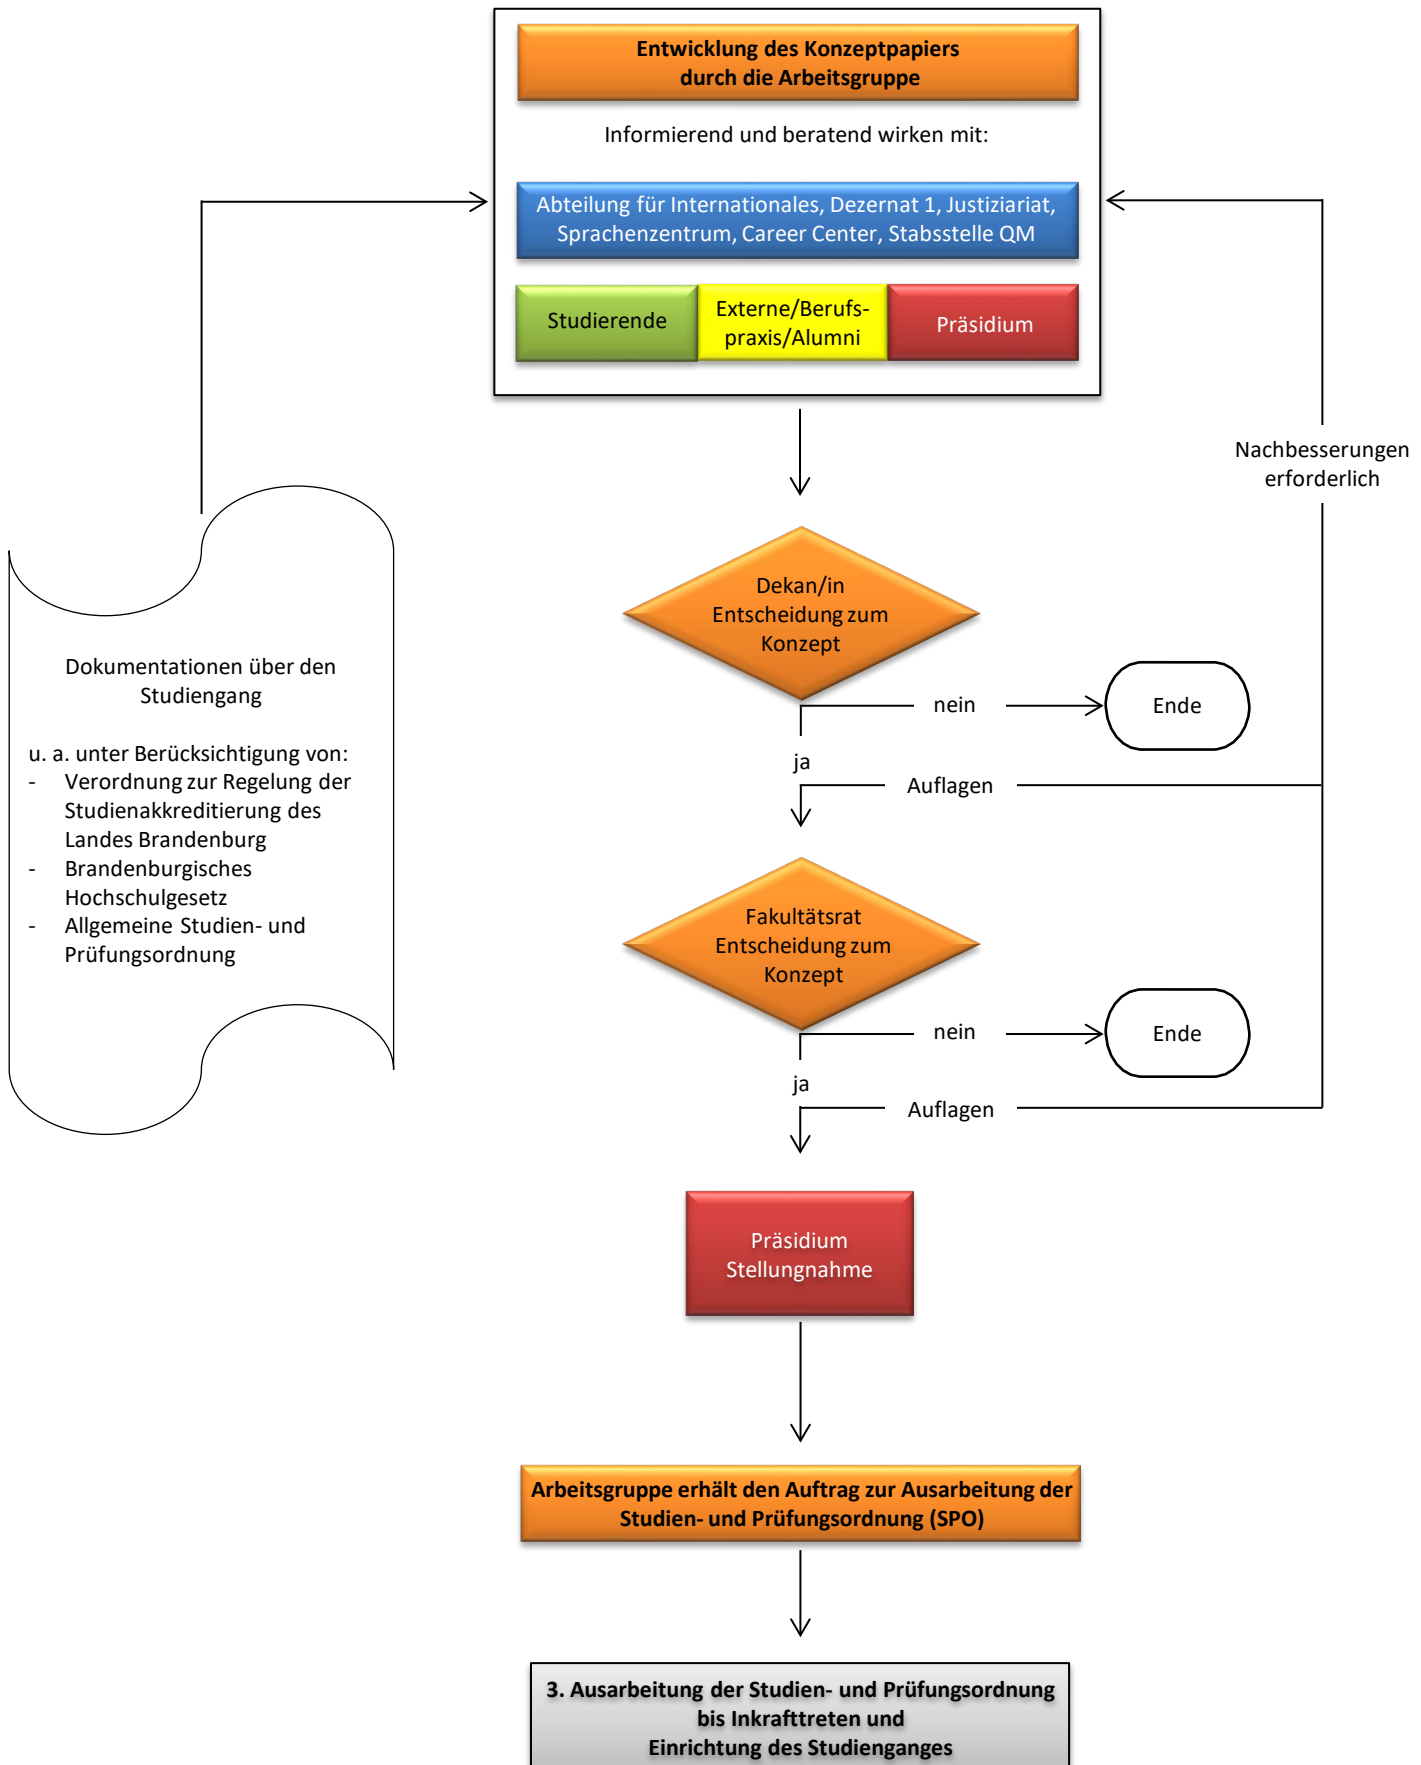 Entwicklung des Konzeptpapiers
durch die Arbeitsgruppe
Informierend und beratend wirken mit:
Abteilung für Internationales, Dezernat 1, Justiziariat,
Sprachenzentrum, Career Center, Stabsstelle QM
Studierende
Externe/Berufs-
praxis/Alumni
Präsidium
Nachbesserungen
erforderlich
Dokumentationen über den
Studiengang
u. a. unter Berücksichtigung von:
- Verordnung zur Regelung der
Studienakkreditierung des
Landes Brandenburg
- Brandenburgisches
Hochschulgesetz
- Allgemeine Studien- und
Prüfungsordnung
Dekan/in
Entscheidung zum
Konzept
nein
Ende
ja
Auflagen
Fakultätsrat
Entscheidung zum
Konzept
nein
Ende
ja
Auflagen
Präsidium
Stellungnahme
Arbeitsgruppe erhält den Auftrag zur Ausarbeitung der
Studien- und Prüfungsordnung (SPO)
3. Ausarbeitung der Studien- und Prüfungsordnung
bis Inkrafttreten und
Einrichtung des Studienganges